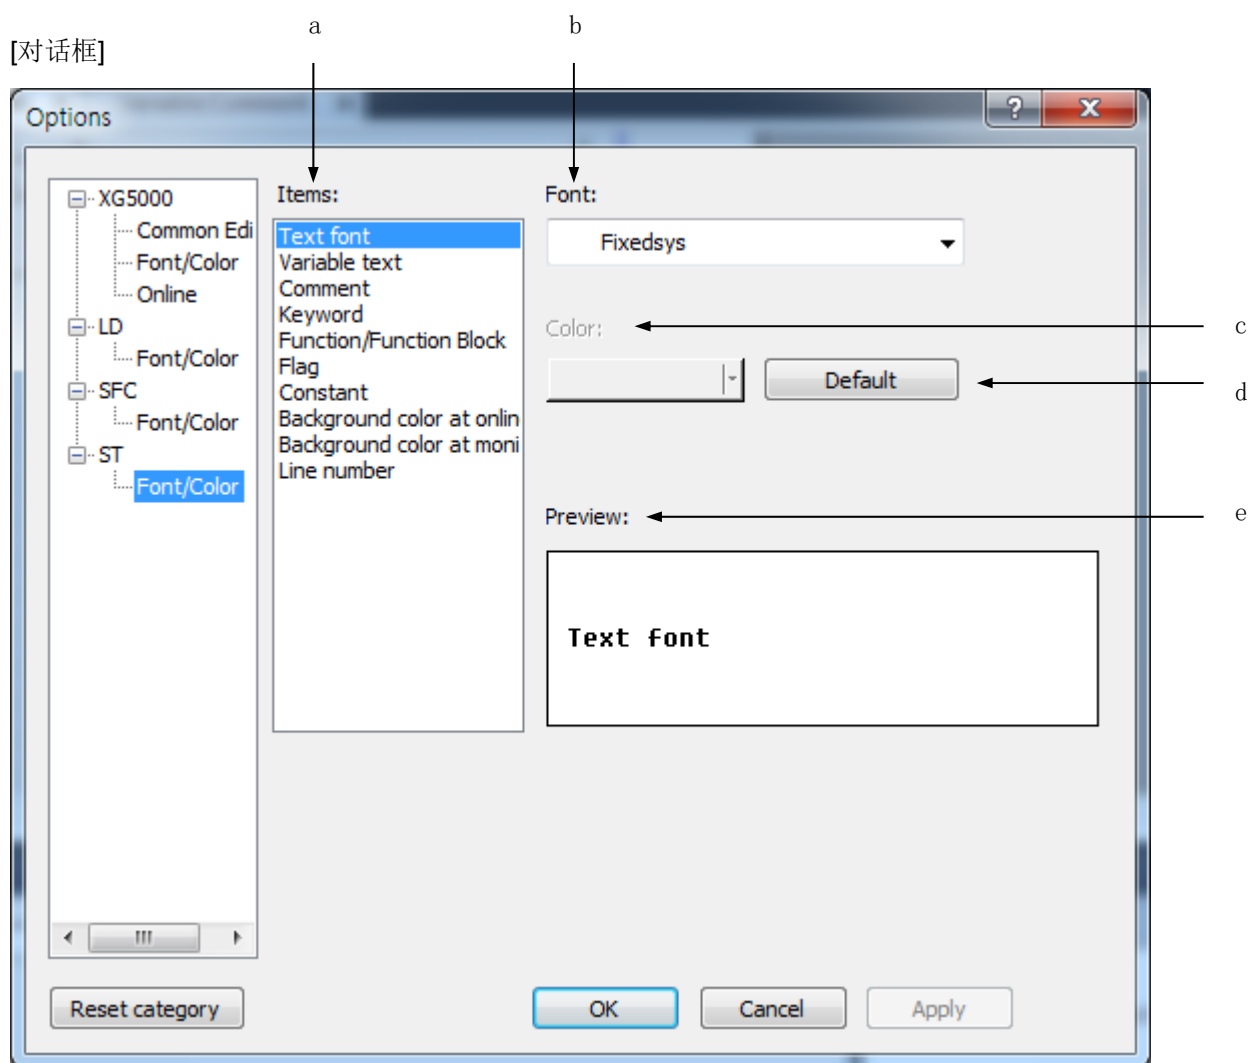 a
b
[对话框]
Options
XG5000
Common Edi
Font/Color
Online
LD
Font/Color
SFC
Font/Color
ST
Font/Color
Items:
Text font
Variable text
Comment
Keyword
Function/Function Block
Flag
Constant
Background color at onlin
Background color at moni
Line number
Font:
Fixedsys
Color:
c
Default
d
Preview:
e
Text font
Reset category
OK
Cancel
Apply